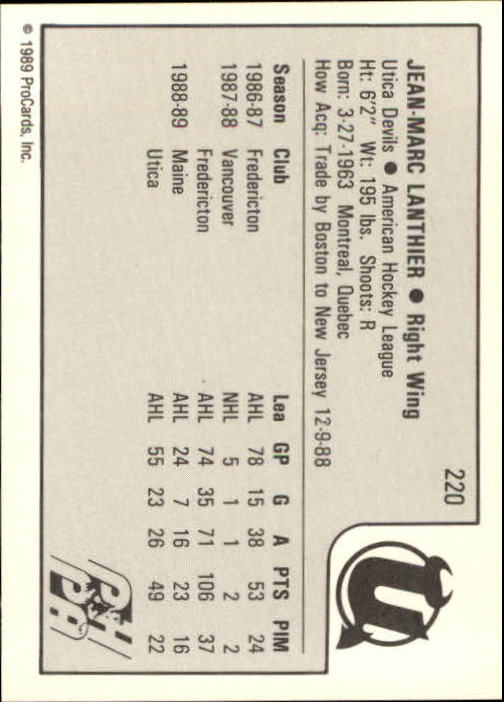 220
JEAN-MARC LANTHIER ● Right Wing
Utica Devils ● American Hockey League
Ht: 6'2" Wt: 195 lbs. Shoots: R
Born: 3-27-1963 Montreal, Quebec
How Acq: Trade by Boston to New Jersey 12-9-88
Season Club Lea GP G A PTS PIM
1986-87 Fredericton AHL 78 15 38 53 24
1987-88 Vancouver NHL 5 1 1 2 2
Fredericton AHL 74 35 71 106 37
1988-89 Maine AHL 24 7 16 23 16
Utica AHL 55 23 26 49 22
© 1989 ProCards, Inc.
U